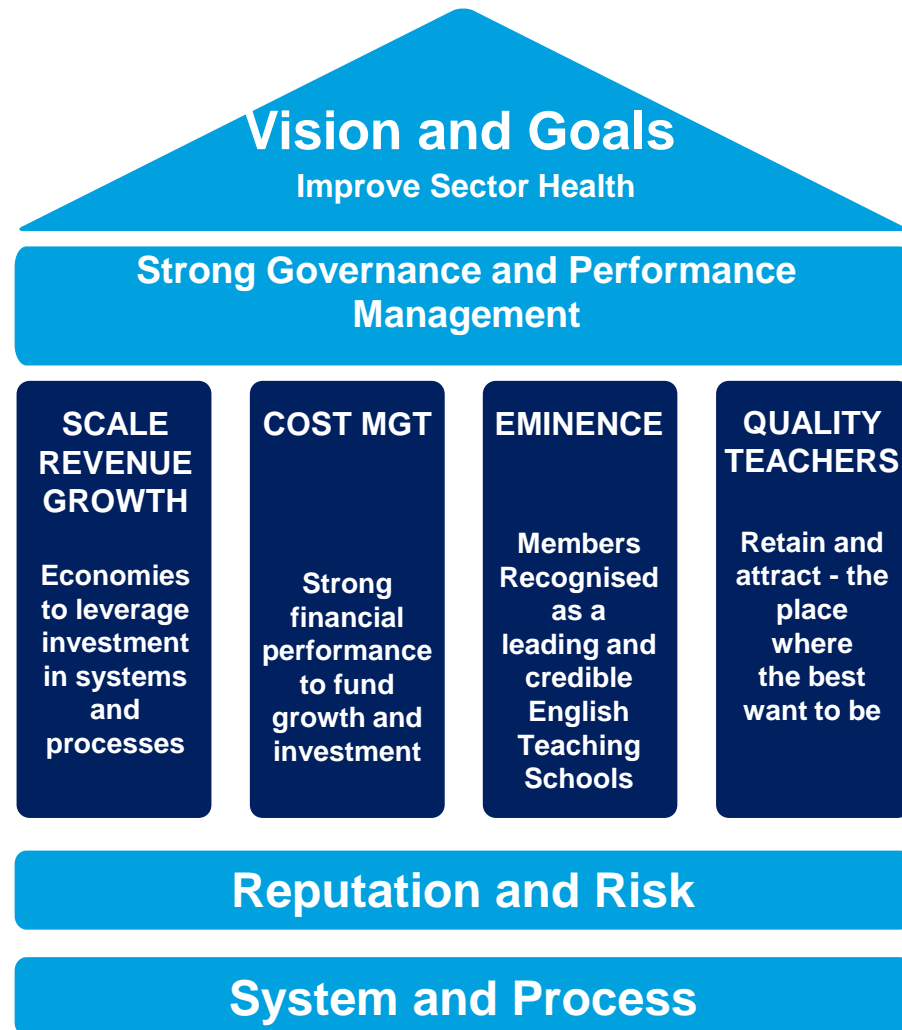 Vision and Goals
Improve Sector Health
Strong Governance and Performance
Management
SCALE
REVENUE
GROWTH
Economies
to leverage
investment
in systems
and
processes
COST MGT
Strong
financial
performance
to fund
growth and
investment
EMINENCE
Members
Recognised
as a
leading and
credible
English
Teaching
Schools
QUALITY
TEACHERS
Retain and
attract - the
place
where
the best
want to be
Reputation and Risk
System and Process